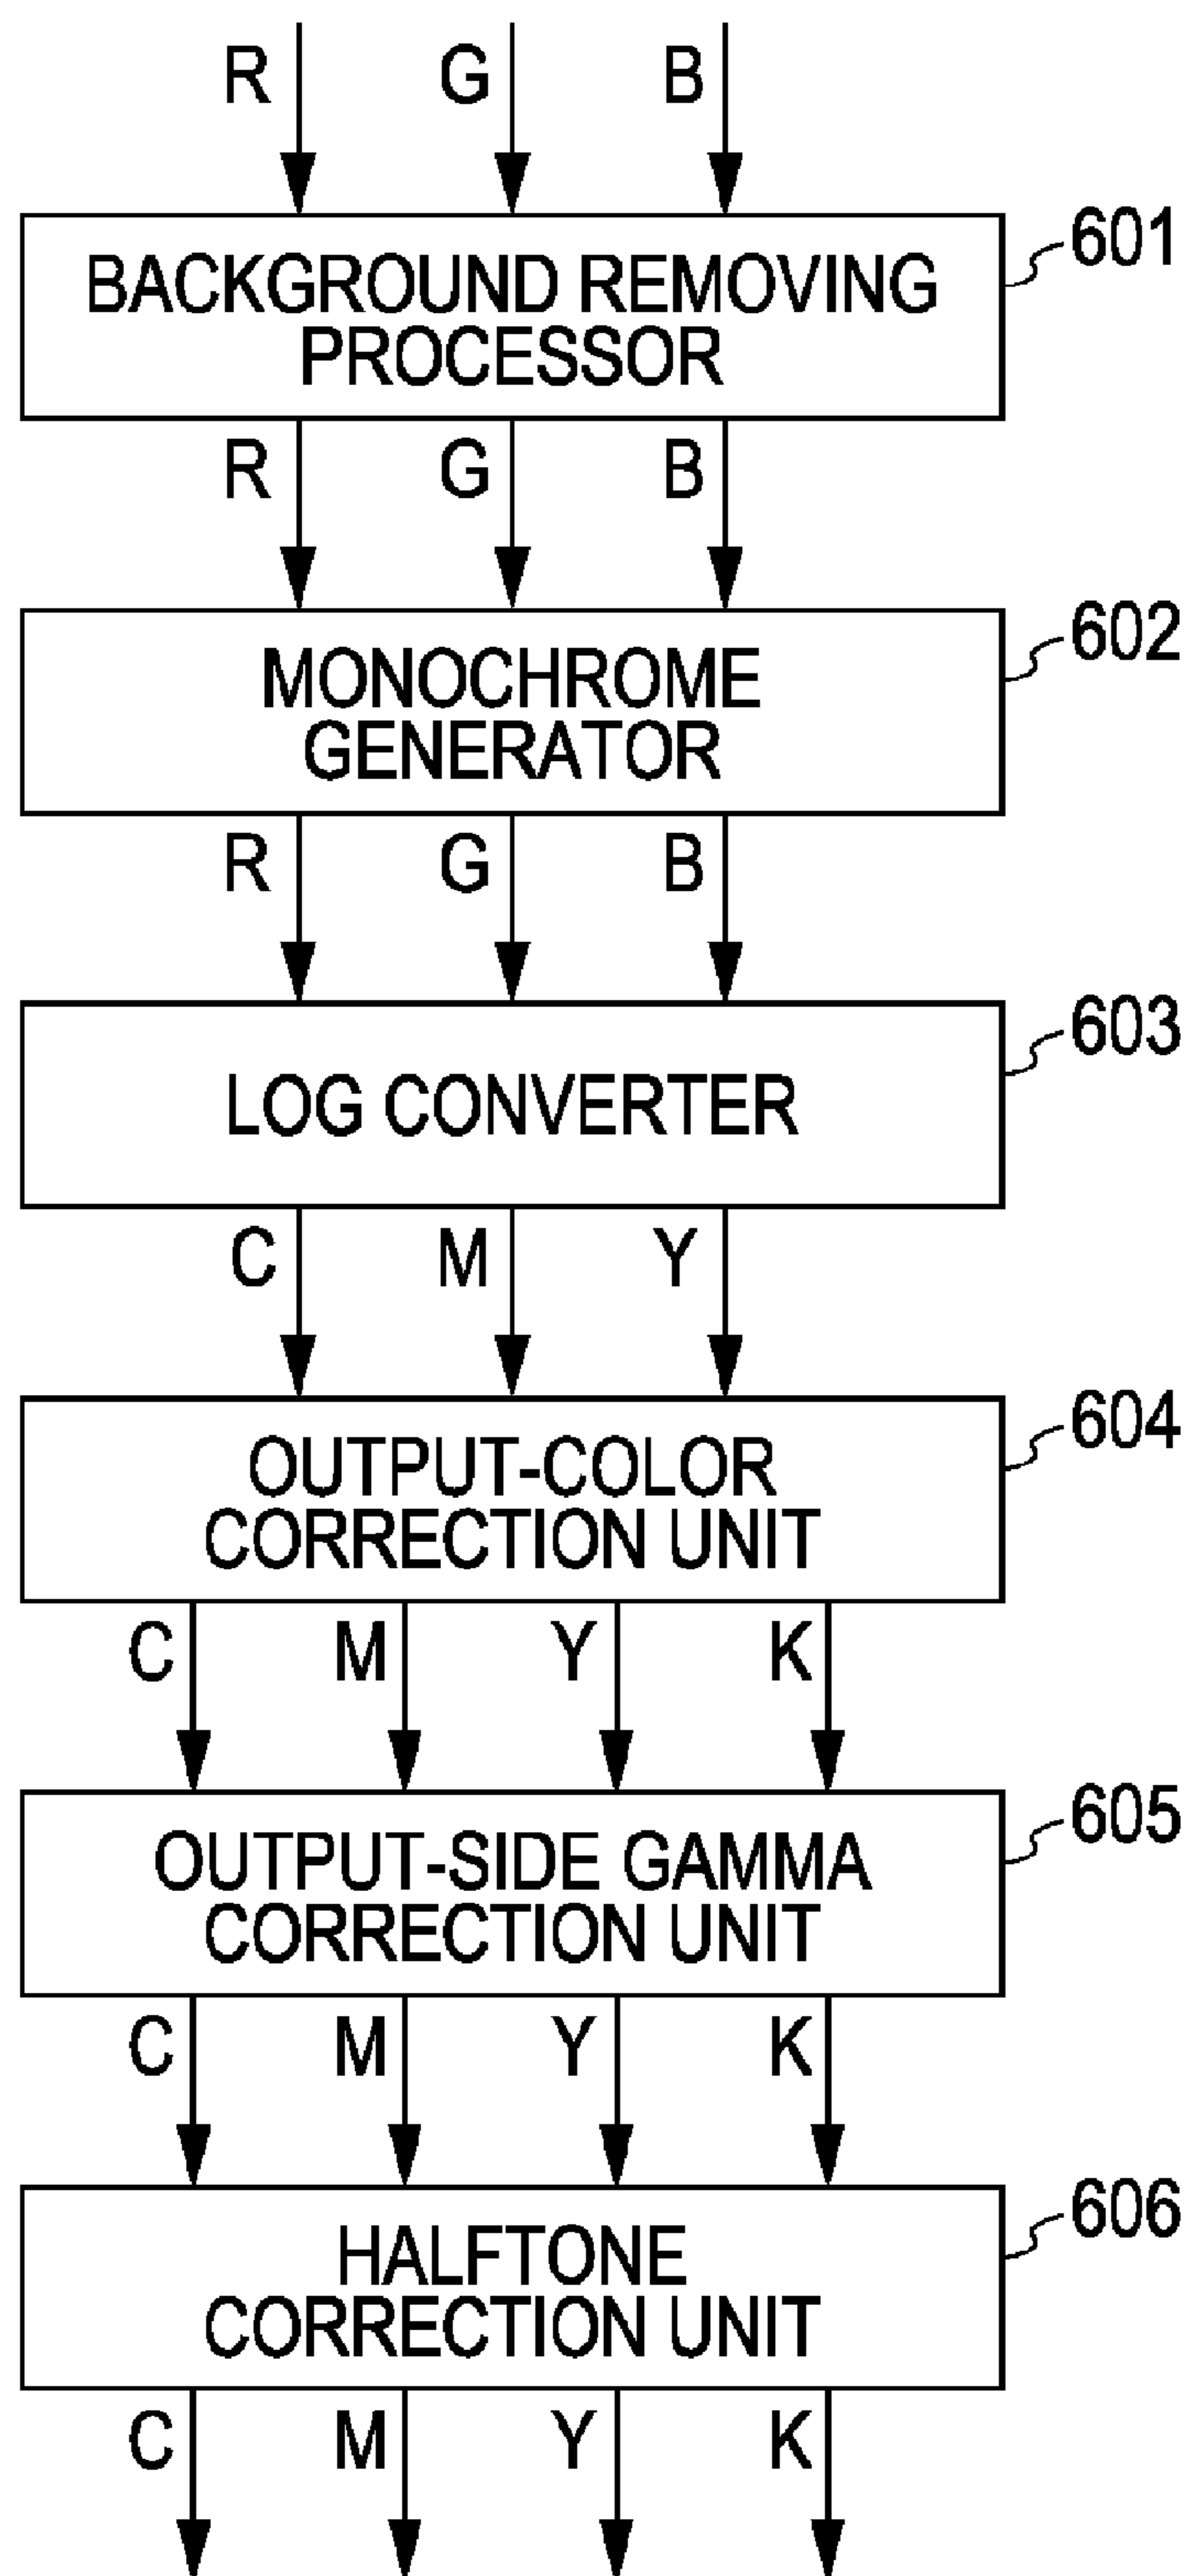 R G B
BACKGROUND REMOVING
PROCESSOR
601
R G B
MONOCHROME
GENERATOR
602
R G B
LOG CONVERTER
603
C M Y
OUTPUT-COLOR
CORRECTION UNIT
604
C M Y K
OUTPUT-SIDE GAMMA
CORRECTION UNIT
605
C M Y K
HALFTONE
CORRECTION UNIT
606
C M Y K